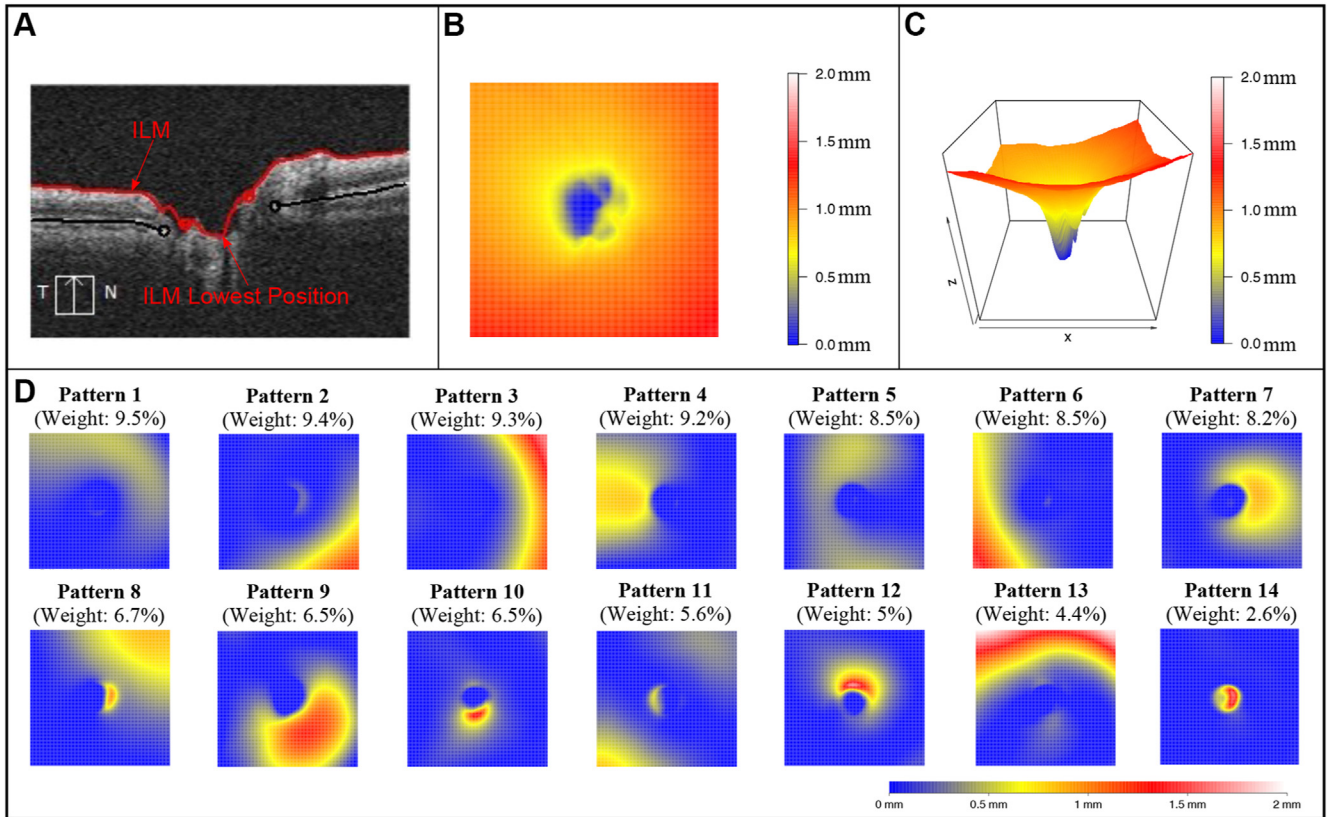 A
ILM
T
N
ILM Lowest Position
B
2.0 mm
1.5 mm
1.0 mm
0.5 mm
0.0 mm
C
z
x
2.0 mm
1.5 mm
1.0 mm
0.5 mm
0.0 mm
D
Pattern 1
(Weight: 9.5%)
Pattern 2
(Weight: 9.4%)
Pattern 3
(Weight: 9.3%)
Pattern 4
(Weight: 9.2%)
Pattern 5
(Weight: 8.5%)
Pattern 6
(Weight: 8.5%)
Pattern 7
(Weight: 8.2%)
Pattern 8
(Weight: 6.7%)
Pattern 9
(Weight: 6.5%)
Pattern 10
(Weight: 6.5%)
Pattern 11
(Weight: 5.6%)
Pattern 12
(Weight: 5%)
Pattern 13
(Weight: 4.4%)
Pattern 14
(Weight: 2.6%)
0 mm
0.5 mm
1 mm
1.5 mm
2 mm